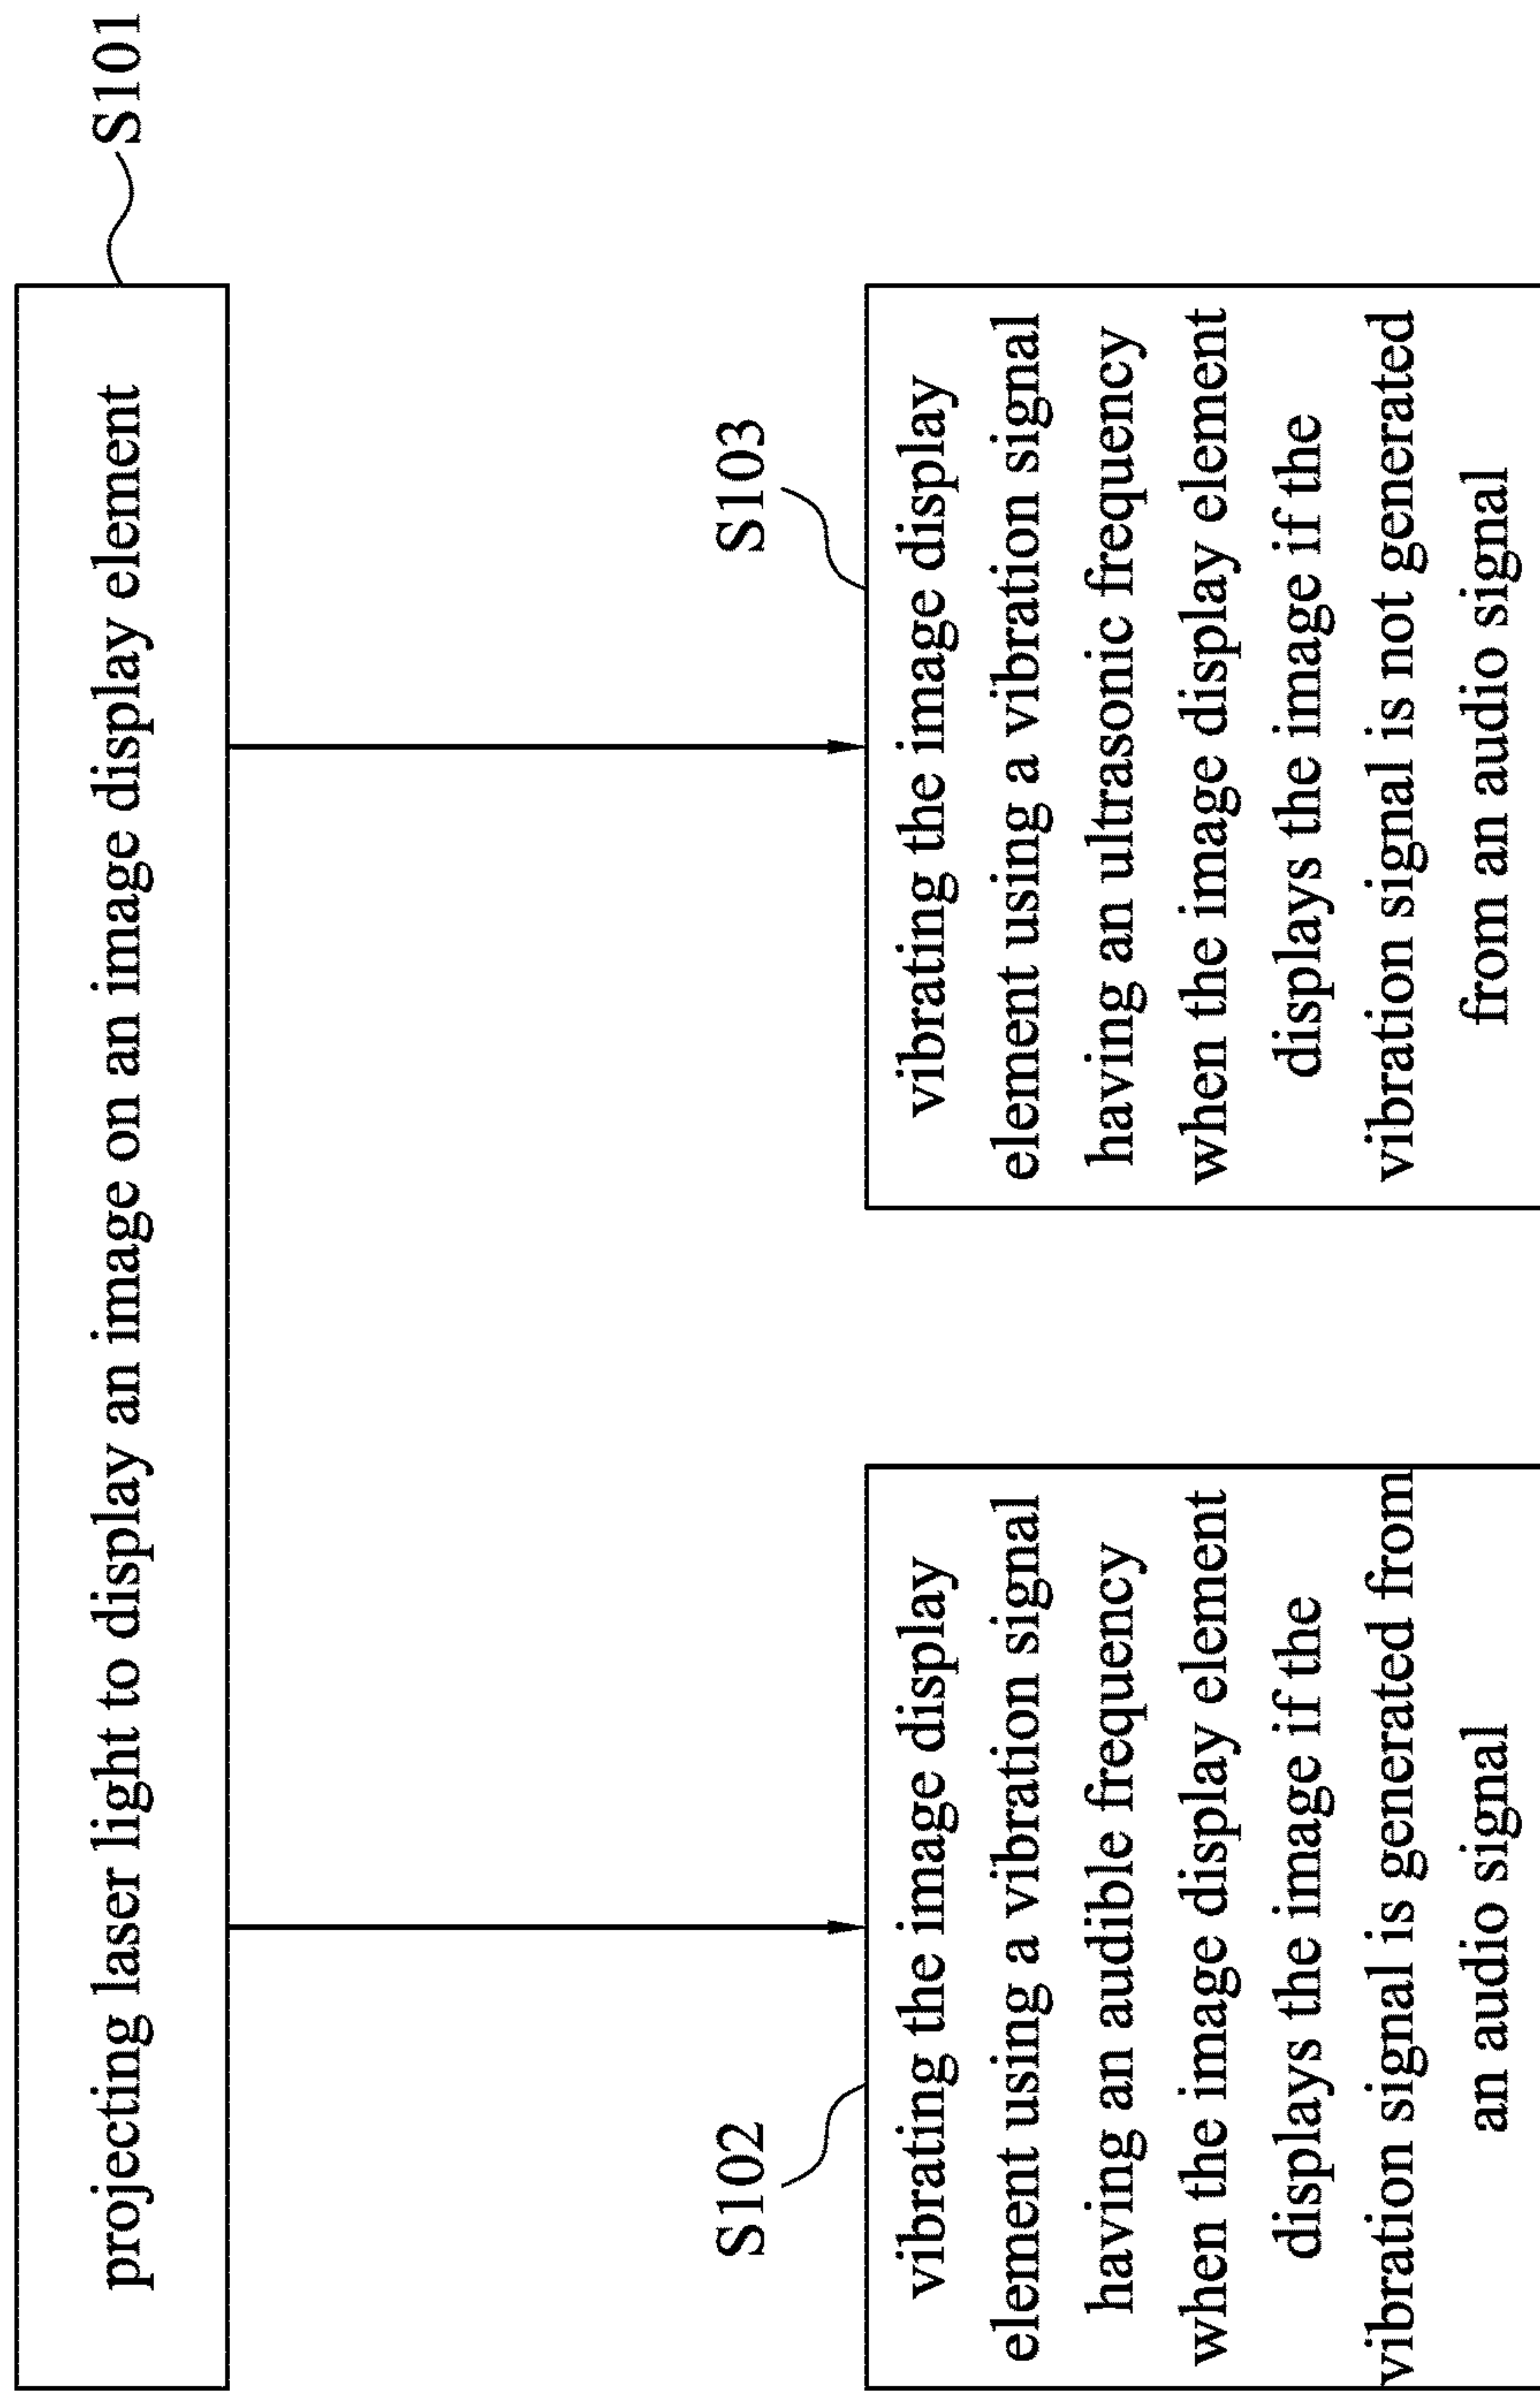 projecting laser light to display an image on an image display element
S101
S102
vibrating the image display
element using a vibration signal
having an audible frequency
when the image display element
displays the image if the
vibration signal is generated from
an audio signal
S103
vibrating the image display
element using a vibration signal
having an ultrasonic frequency
when the image display element
displays the image if the
vibration signal is not generated
from an audio signal